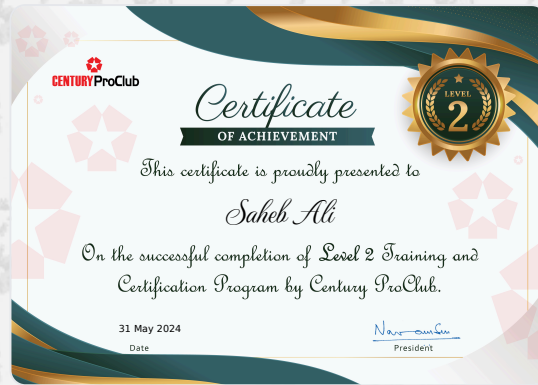 CENTURY ProClub
Certificate
OF ACHIEVEMENT
LEVEL
2
This certificate is proudly presented to
Saheb Ali
On the successful completion of Level 2 Training and
Certification Program by Century ProClub.
31 May 2024
Date
President